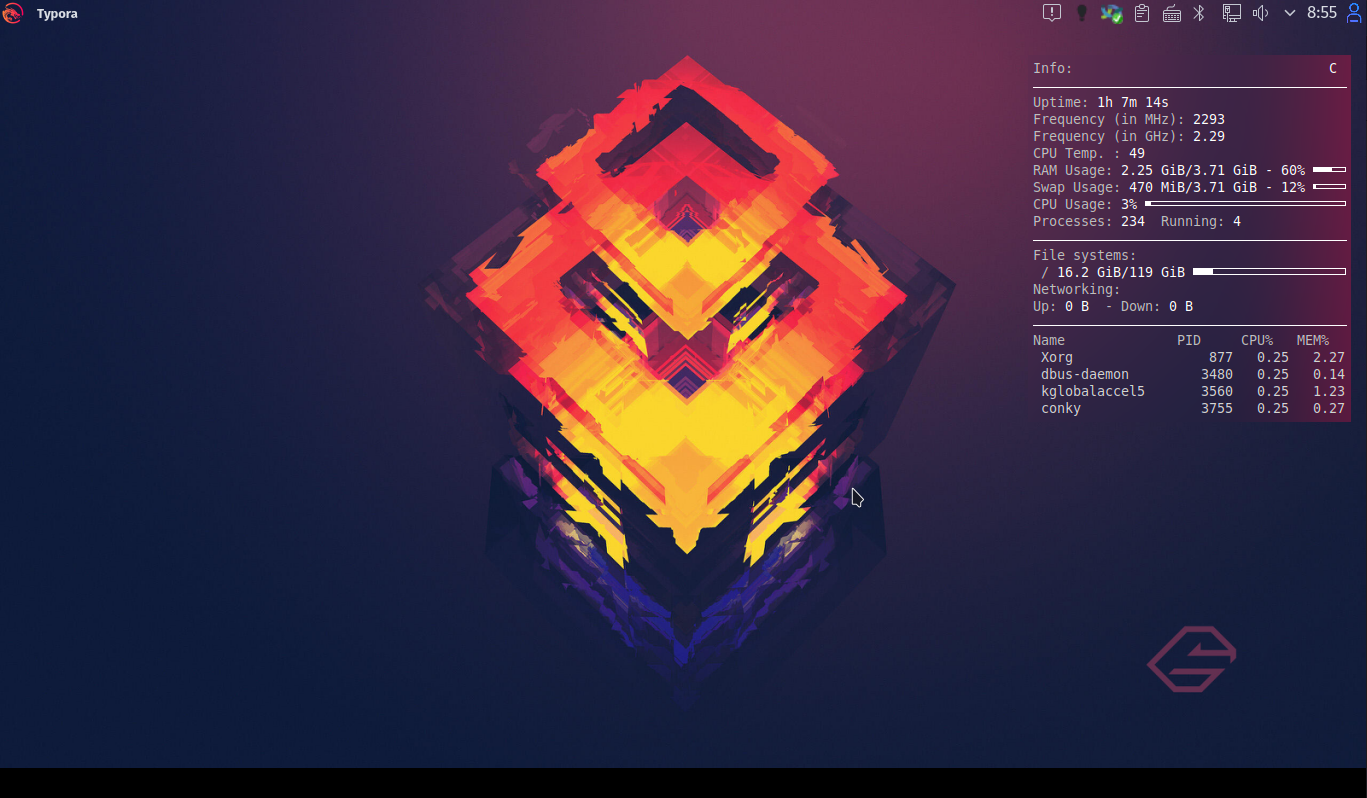 Typora
8:55
Info: C
Uptime: 1h 7m 14s
Frequency (in MHz): 2293
Frequency (in GHz): 2.29
CPU Temp. : 49
RAM Usage: 2.25 GiB/3.71 GiB - 60%
Swap Usage: 470 MiB/3.71 GiB - 12%
CPU Usage: 3%
Processes: 234  Running: 4
File systems:
/ 16.2 GiB/119 GiB
Networking:
Up: 0 B  - Down: 0 B
Name PID CPU% MEM%
Xorg 877 0.25 2.27
dbus-daemon 3480 0.25 0.14
kglobalaccel5 3560 0.25 1.23
conky 3755 0.25 0.27